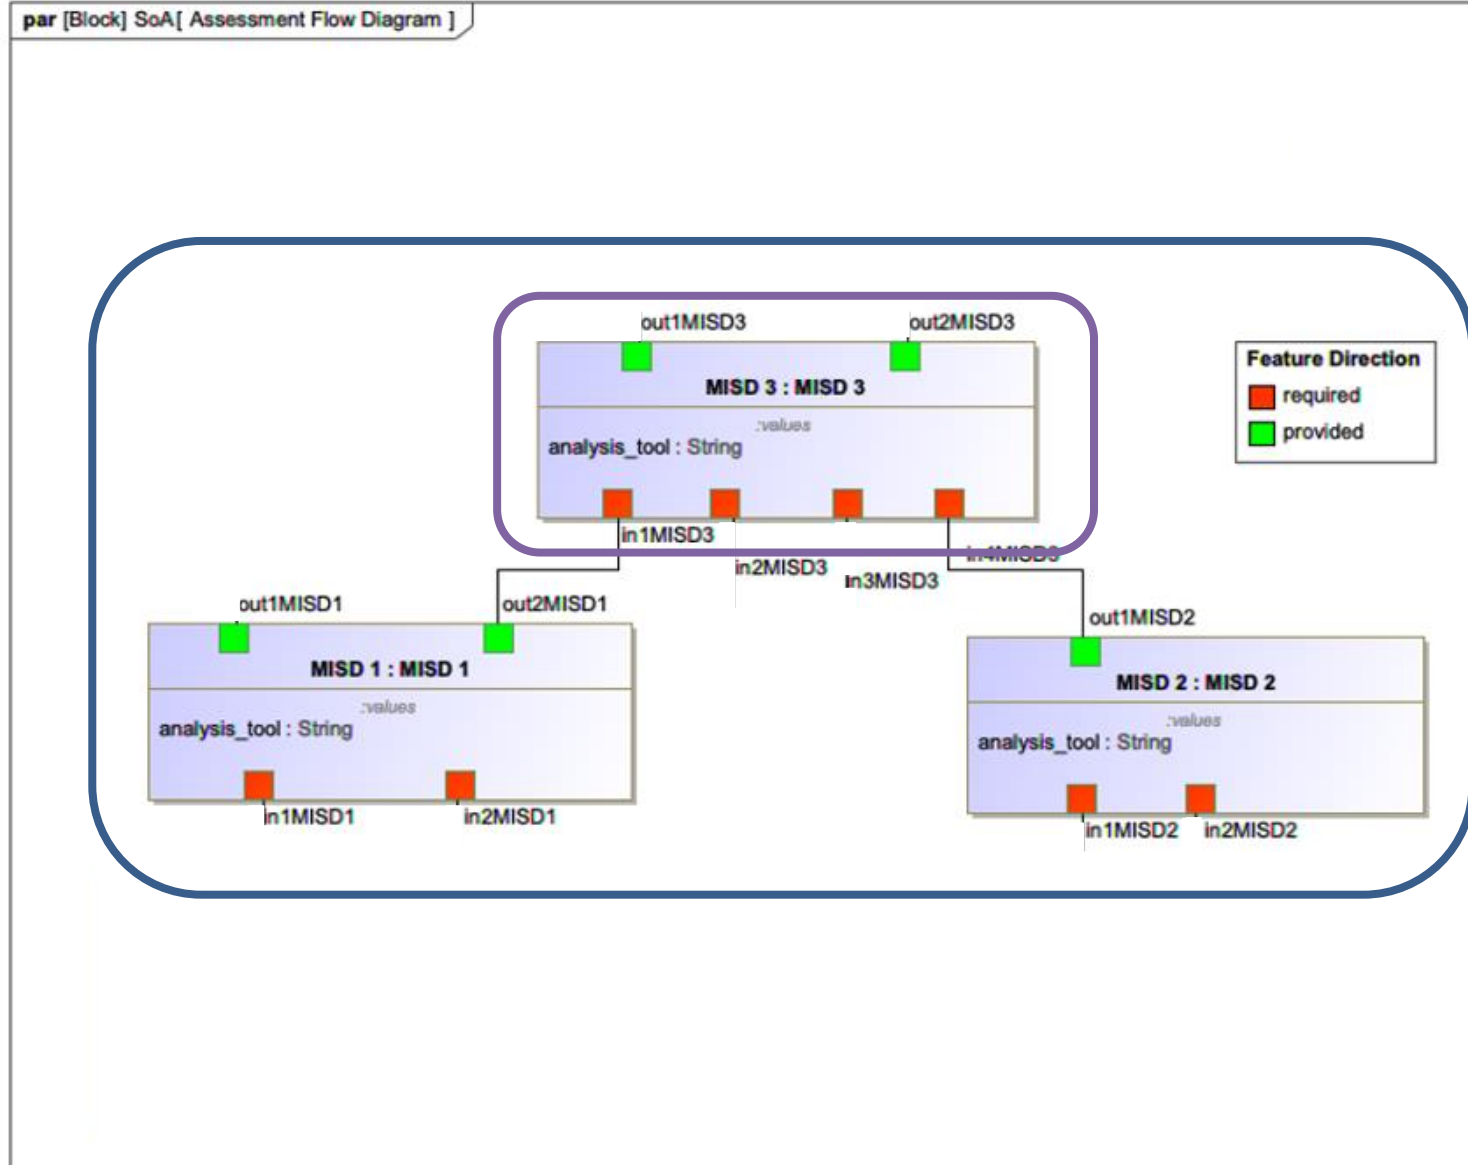 par [Block] SoA[ Assessment Flow Diagram ]
out1MISD3
out2MISD3
MISD 3 : MISD 3
:values
analysis_tool : String
in1MISD3
in2MISD3
in3MISD3
in4MISD3
Feature Direction
required
provided
out1MISD1
out2MISD1
MISD 1 : MISD 1
:values
analysis_tool : String
in1MISD1
in2MISD1
out1MISD2
MISD 2 : MISD 2
:values
analysis_tool : String
in1MISD2
in2MISD2